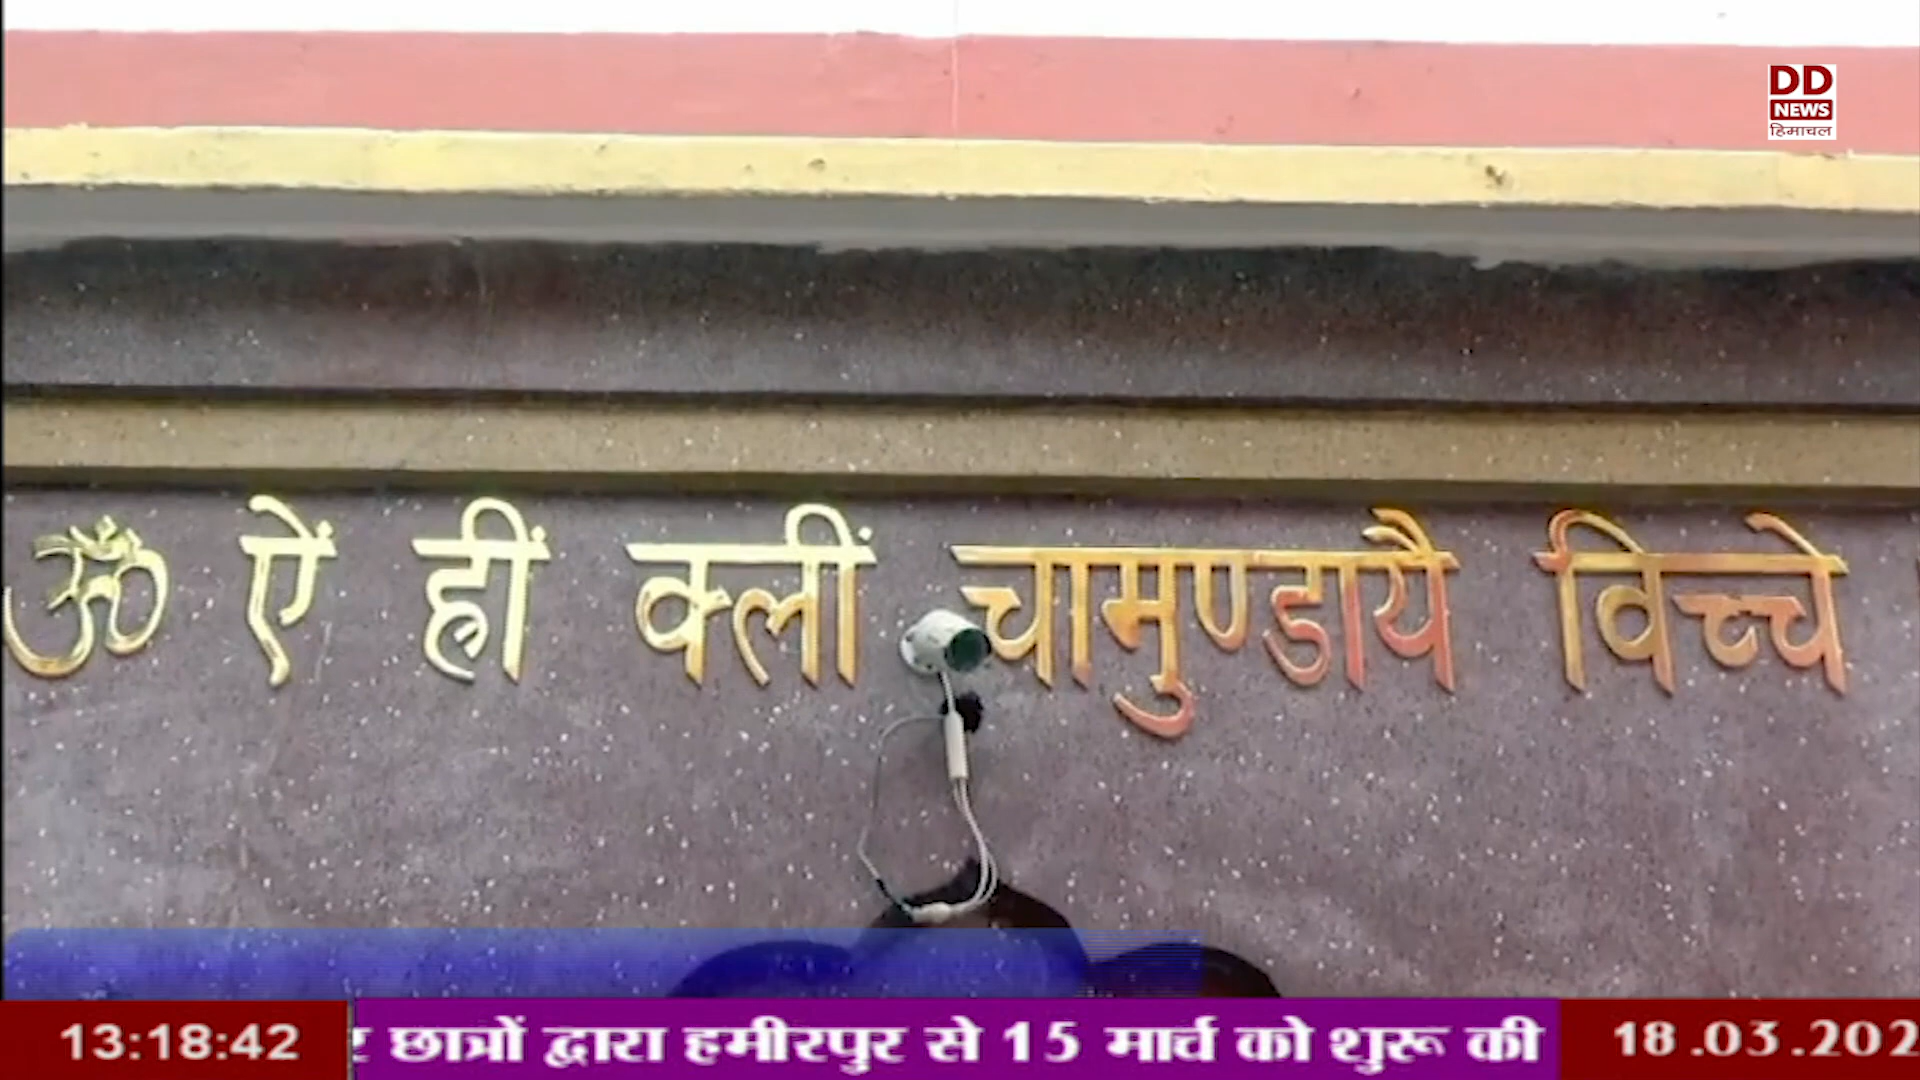 DD
NEWS
हिमाचल
ॐ ऐं ह्रीं क्लीं चामुण्डायै विच्चे
13:18:42
छात्रों द्वारा हमीरपुर से 15 मार्च को शुरू की
18.03.202